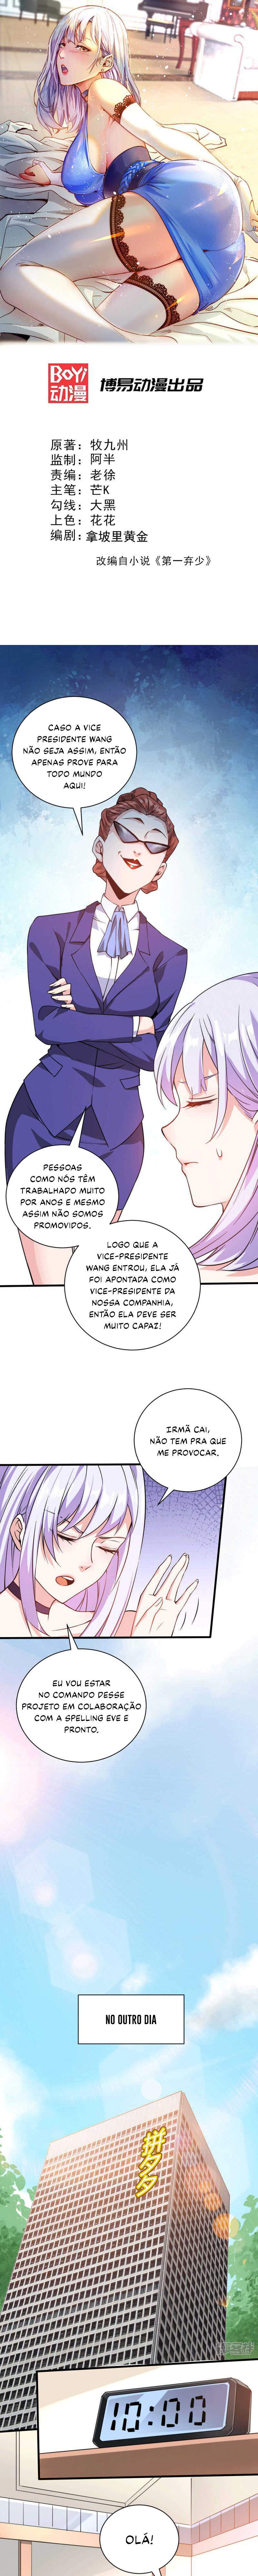 BOYi
动漫
博易动漫出品
原著：牧九州
监制：阿半
责编：老徐
主笔：芒K
勾线：大黑
上色：花花
编剧：拿坡里黄金
改编自小说《第一弃少》
CASO A VICE
PRESIDENTE WANG
NÃO SEJA ASSIM, ENTÃO
APENAS PROVE PARA
TODO MUNDO
AQUI!
PESSOAS
COMO NÓS TÊM
TRABALHADO MUITO
POR ANOS E MESMO
ASSIM NÃO SOMOS
PROMOVIDOS.
LOGO QUE A
VICE-PRESIDENTE
WANG ENTROU, ELA JÁ
FOI APONTADA COMO
VICE-PRESIDENTE DA
NOSSA COMPANHIA,
ENTÃO ELA DEVE SER
MUITO CAPAZ!
IRMÃ CAI,
NÃO TEM PRA QUE
ME PROVOCAR.
EU VOU ESTAR
NO COMANDO DESSE
PROJETO EM COLABORAÇÃO
COM A SPELLING EVE E
PRONTO.
NO OUTRO DIA
拼夕夕
10:00
OLÁ!